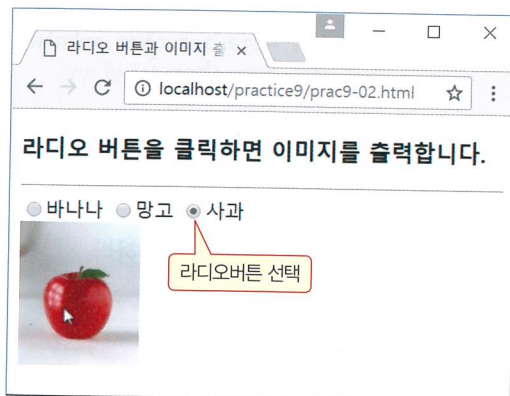 라디오 버튼과 이미지 출
localhost/practice9/prac9-02.html
라디오 버튼을 클릭하면 이미지를 출력합니다.
바나나 망고 사과
라디오버튼 선택